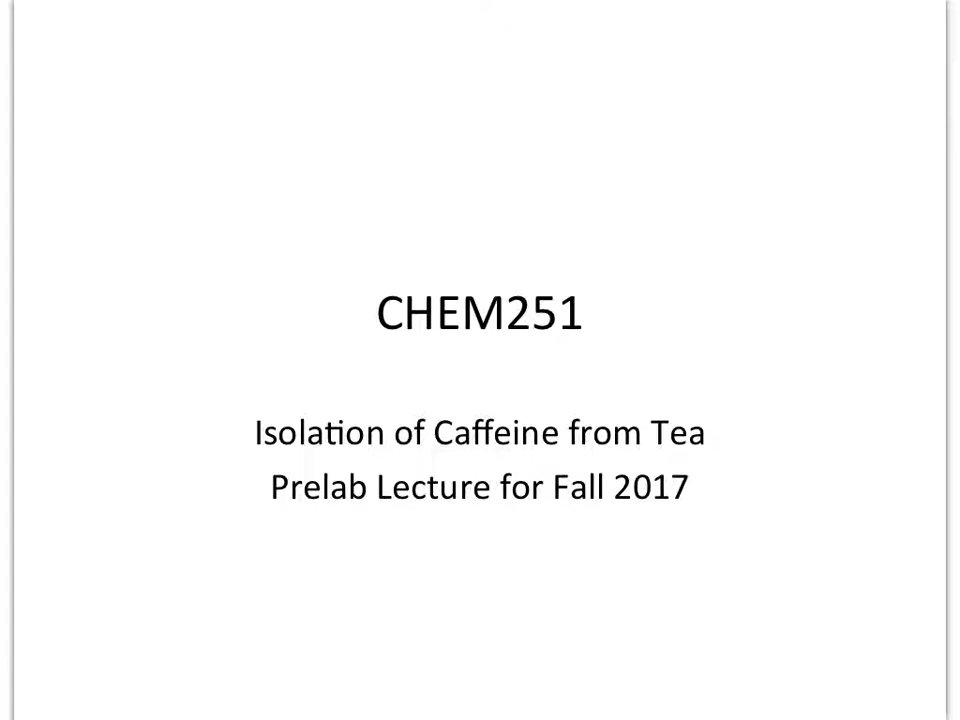 CHEM251
Isolation of Caffeine from Tea
Prelab Lecture for Fall 2017